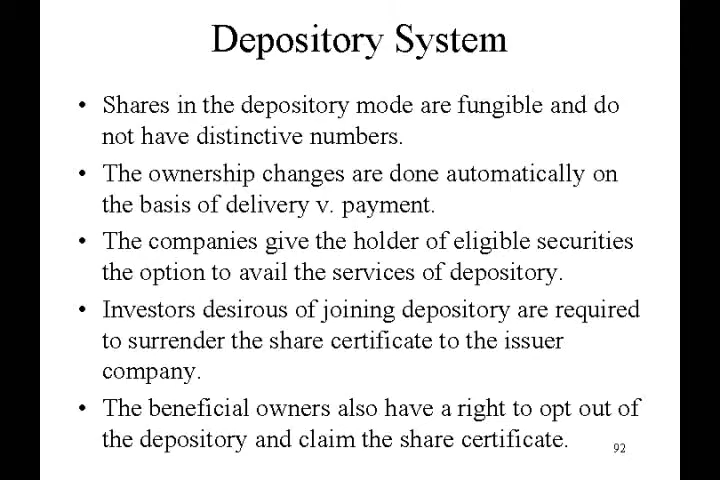 Depository System
• Shares in the depository mode are fungible and do
not have distinctive numbers.
• The ownership changes are done automatically on
the basis of delivery v. payment.
• The companies give the holder of eligible securities
the option to avail the services of depository.
• Investors desirous of joining depository are required
to surrender the share certificate to the issuer
company.
• The beneficial owners also have a right to opt out of
the depository and claim the share certificate.
92